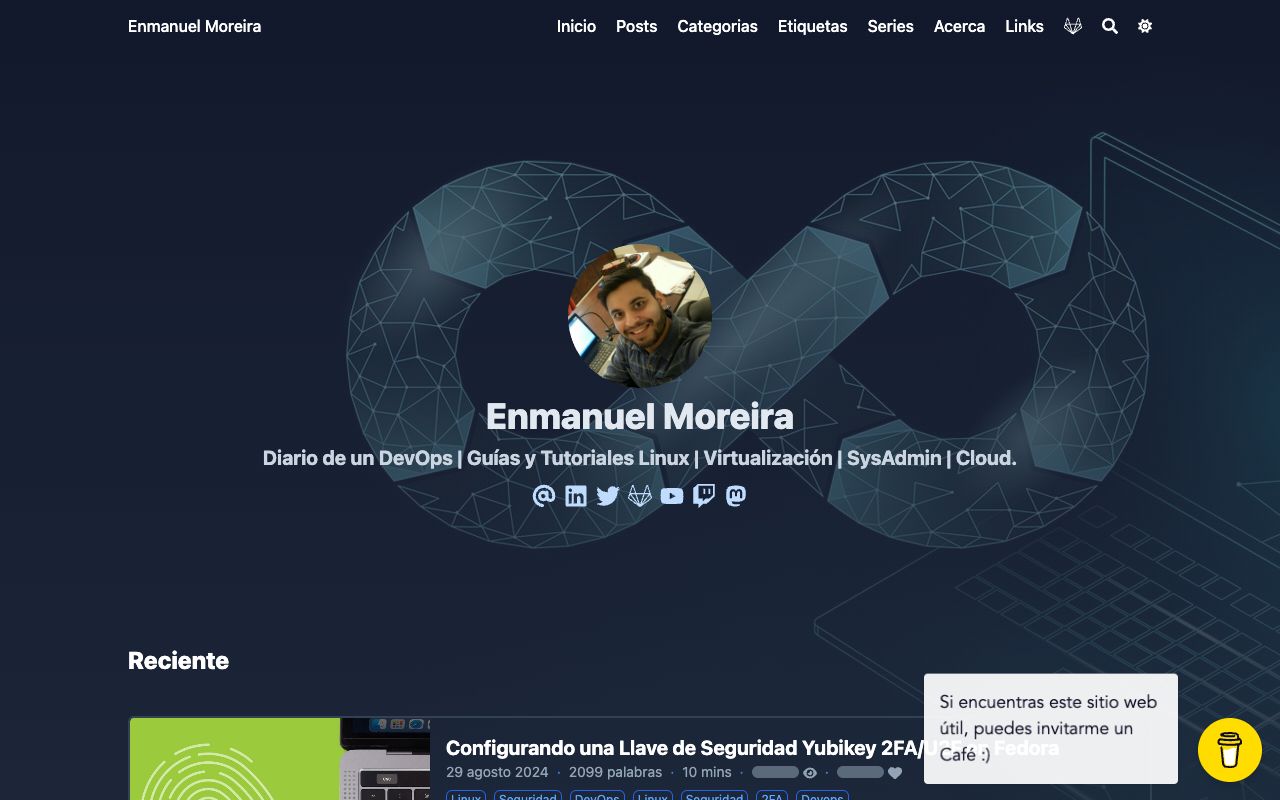 Enmanuel Moreira
Inicio Posts Categorias Etiquetas Series Acerca Links
Enmanuel Moreira
Diario de un DevOps | Guías y Tutoriales Linux | Virtualización | SysAdmin | Cloud.
Reciente
Configurando una Llave de Seguridad Yubikey 2FA/U2F en Fedora
29 agosto 2024 · 2099 palabras · 10 mins · ·
Linux Seguridad DevOps Linux Seguridad 2FA Devops
Si encuentras este sitio web
útil, puedes invitarme un
Café :)